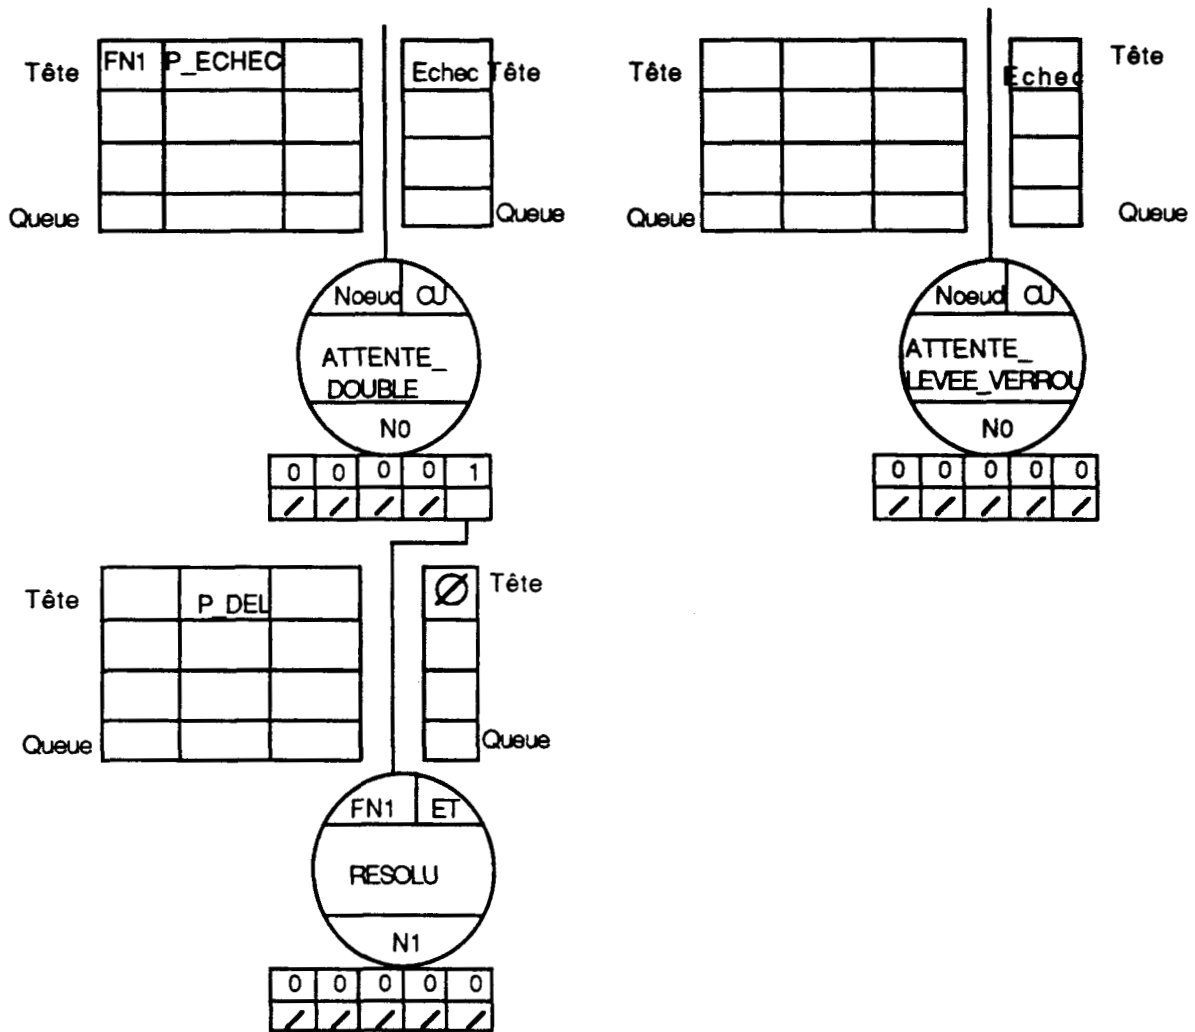 FN1 P_ECHEC
Tête
Echec Tête
Queue
Queue
Noeud OU
ATTENTE_
DOUBLE
N0
0 0 0 0 1
/ / / /
Tête
Echec
Tête
Queue
Queue
Noeud OU
ATTENTE_
LEVEE_VERROU
N0
0 0 0 0 0
/ / / / /
Tête
P_DEL
Ø
Tête
Queue
Queue
FN1 ET
RESOLU
N1
0 0 0 0 0
/ / / / /